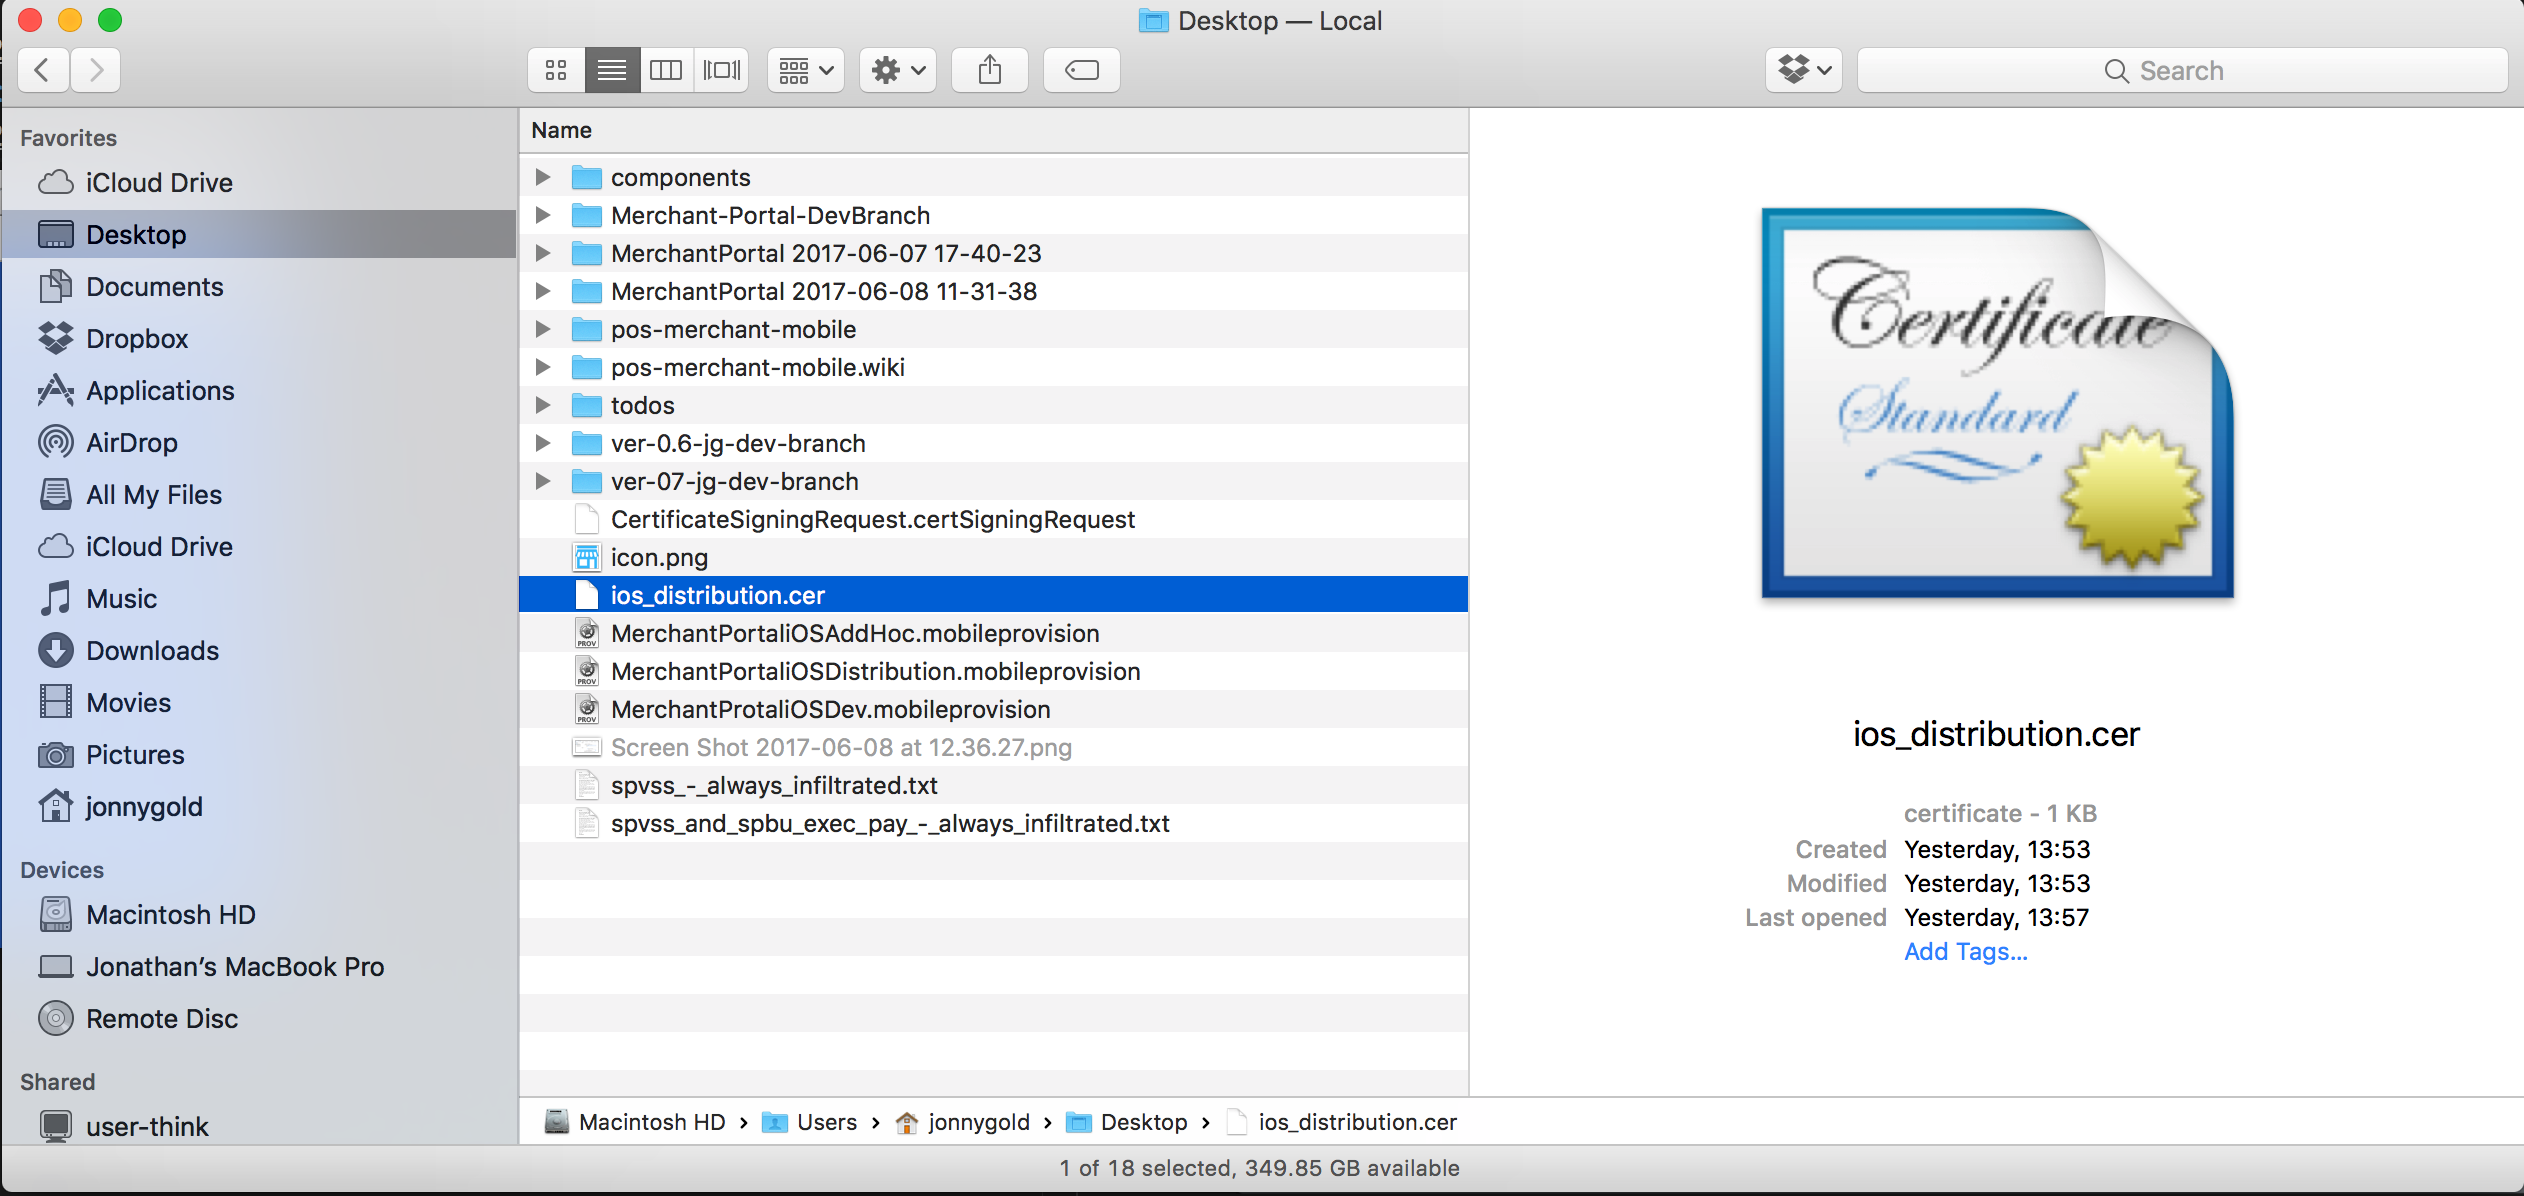 Desktop — Local
Search
Favorites
iCloud Drive
Desktop
Documents
Dropbox
Applications
AirDrop
All My Files
iCloud Drive
Music
Downloads
Movies
Pictures
jonnygold
Devices
Macintosh HD
Jonathan’s MacBook Pro
Remote Disc
Shared
user-think
Name
components
Merchant-Portal-DevBranch
MerchantPortal 2017-06-07 17-40-23
MerchantPortal 2017-06-08 11-31-38
pos-merchant-mobile
pos-merchant-mobile.wiki
todos
ver-0.6-jg-dev-branch
ver-07-jg-dev-branch
CertificateSigningRequest.certSigningRequest
icon.png
ios_distribution.cer
PROV MerchantPortaliOSAddHoc.mobileprovision
PROV MerchantPortaliOSDistribution.mobileprovision
PROV MerchantProtaliOSDev.mobileprovision
Screen Shot 2017-06-08 at 12.36.27.png
spvss_-_always_infiltrated.txt
spvss_and_spbu_exec_pay_-_always_infiltrated.txt
Certificate
Standard
ios_distribution.cer
certificate - 1 KB
Created Yesterday, 13:53
Modified Yesterday, 13:53
Last opened Yesterday, 13:57
Add Tags...
Macintosh HD › Users › jonnygold › Desktop › ios_distribution.cer
1 of 18 selected, 349.85 GB available